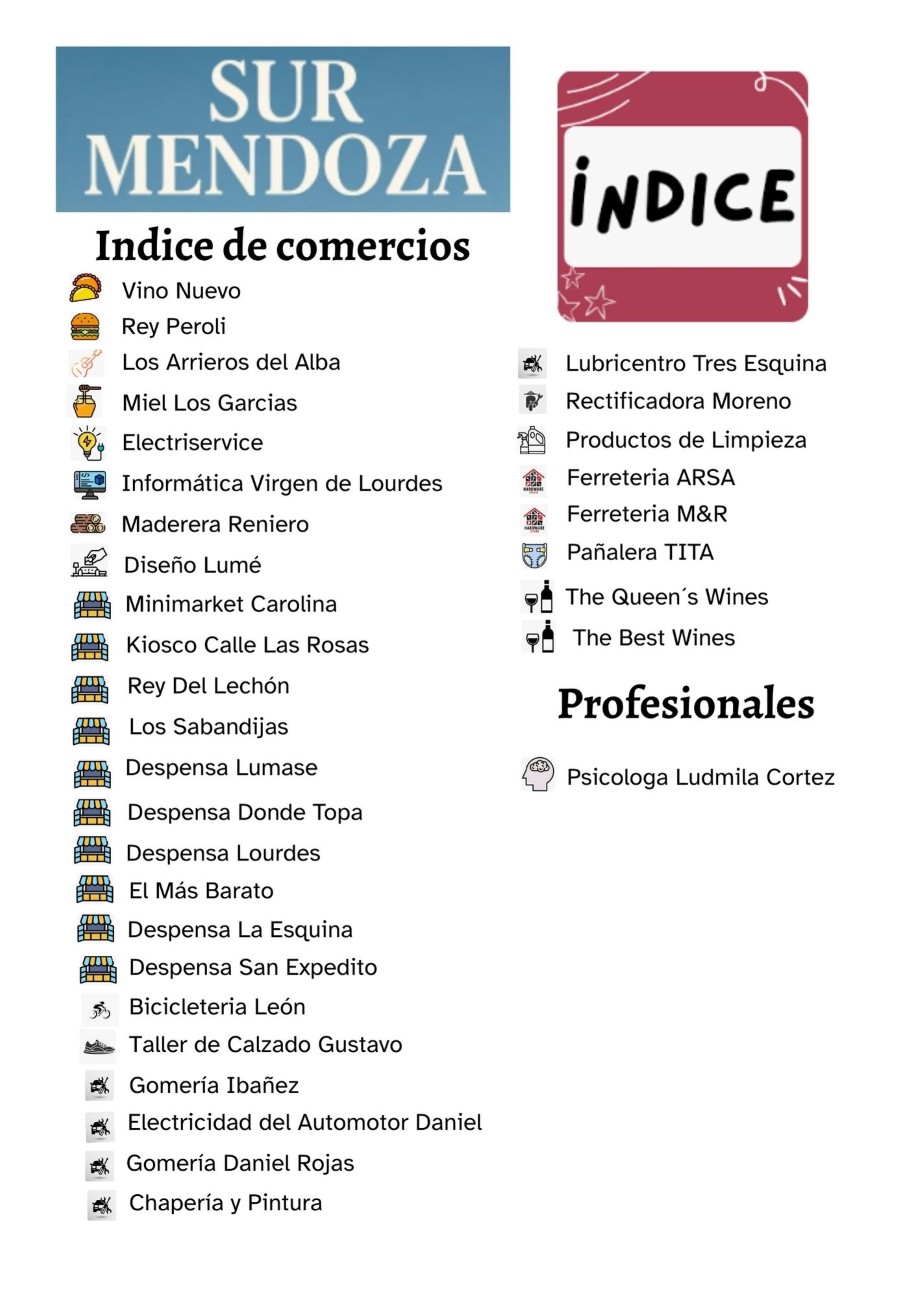 SUR
MENDOZA
İNDICE
Indice de comercios
Vino Nuevo
Rey Peroli
Los Arrieros del Alba
Miel Los Garcias
Electriservice
Informática Virgen de Lourdes
Maderera Reniero
Diseño Lumé
Minimarket Carolina
Kiosco Calle Las Rosas
Rey Del Lechón
Los Sabandijas
Despensa Lumase
Despensa Donde Topa
Despensa Lourdes
El Más Barato
Despensa La Esquina
Despensa San Expedito
Bicicleteria León
Taller de Calzado Gustavo
Gomería Ibañez
Electricidad del Automotor Daniel
Gomería Daniel Rojas
Chapería y Pintura
Lubricentro Tres Esquina
Rectificadora Moreno
Productos de Limpieza
Ferreteria ARSA
Ferreteria M&R
Pañalera TITA
The Queen´s Wines
The Best Wines
Profesionales
Psicologa Ludmila Cortez